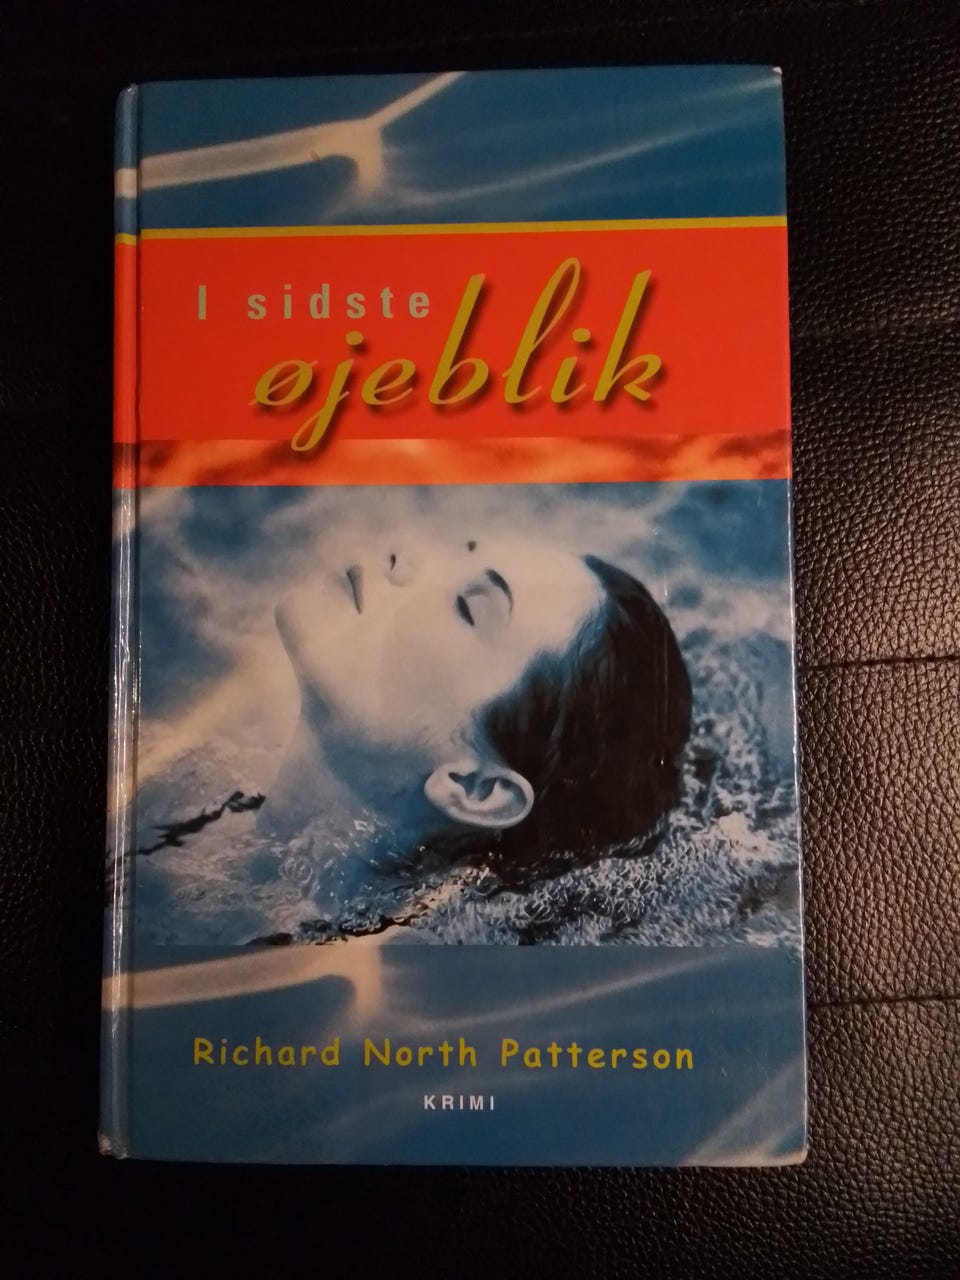 I sidste
øjeblik
Richard North Patterson
KRIMI